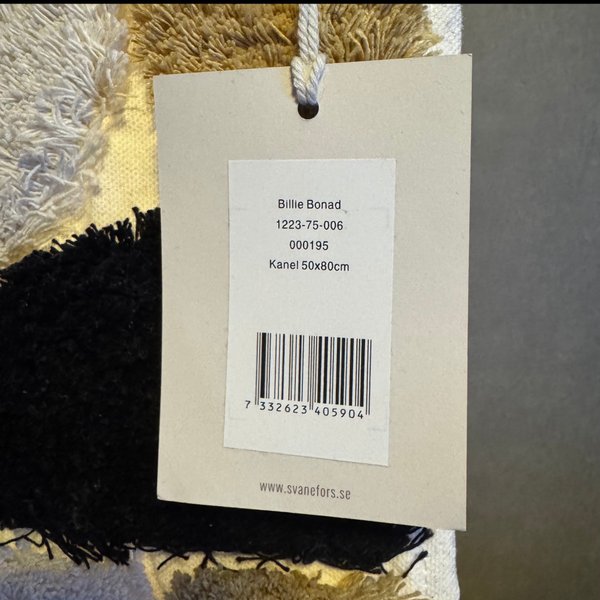 Billie Bonad
1223-75-006
000195
Kanel 50x80cm
7 332623 405904
www.svanefors.se